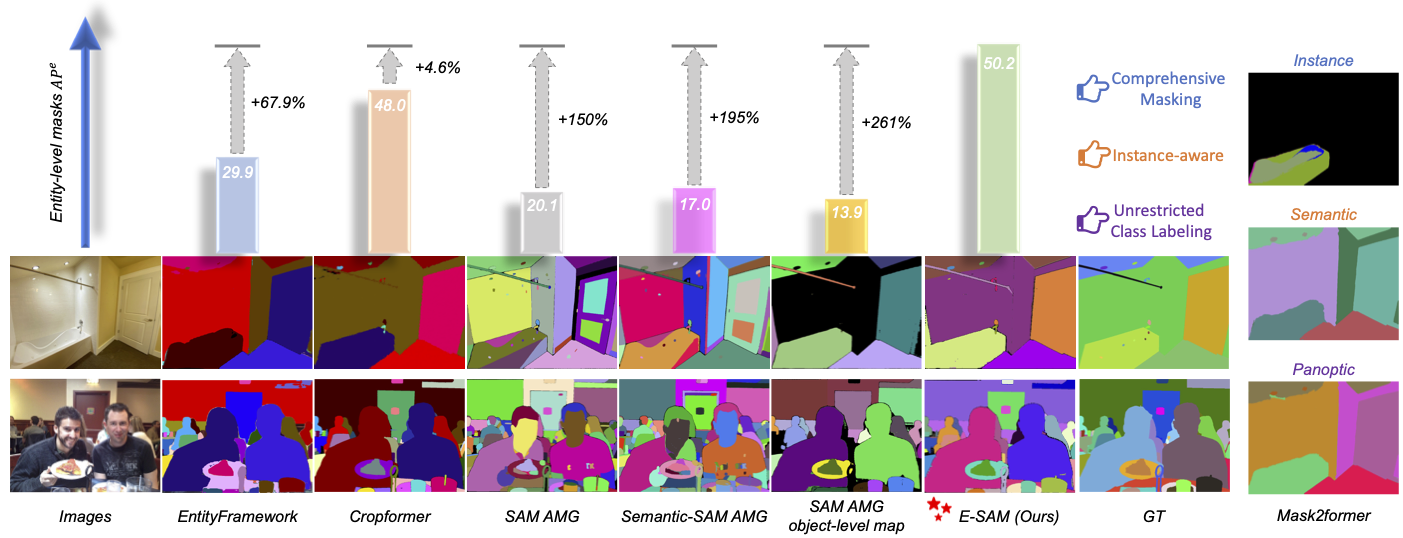 Entity-level masks APᵉ
+67.9%
+4.6%
+150%
+195%
+261%
29.9
48.0
20.1
17.0
13.9
50.2
Comprehensive
Masking
Instance-aware
Unrestricted
Class Labeling
Instance
Semantic
Panoptic
Images
EntityFramework
Cropformer
SAM AMG
Semantic-SAM AMG
SAM AMG
object-level map
E-SAM (Ours)
GT
Mask2former